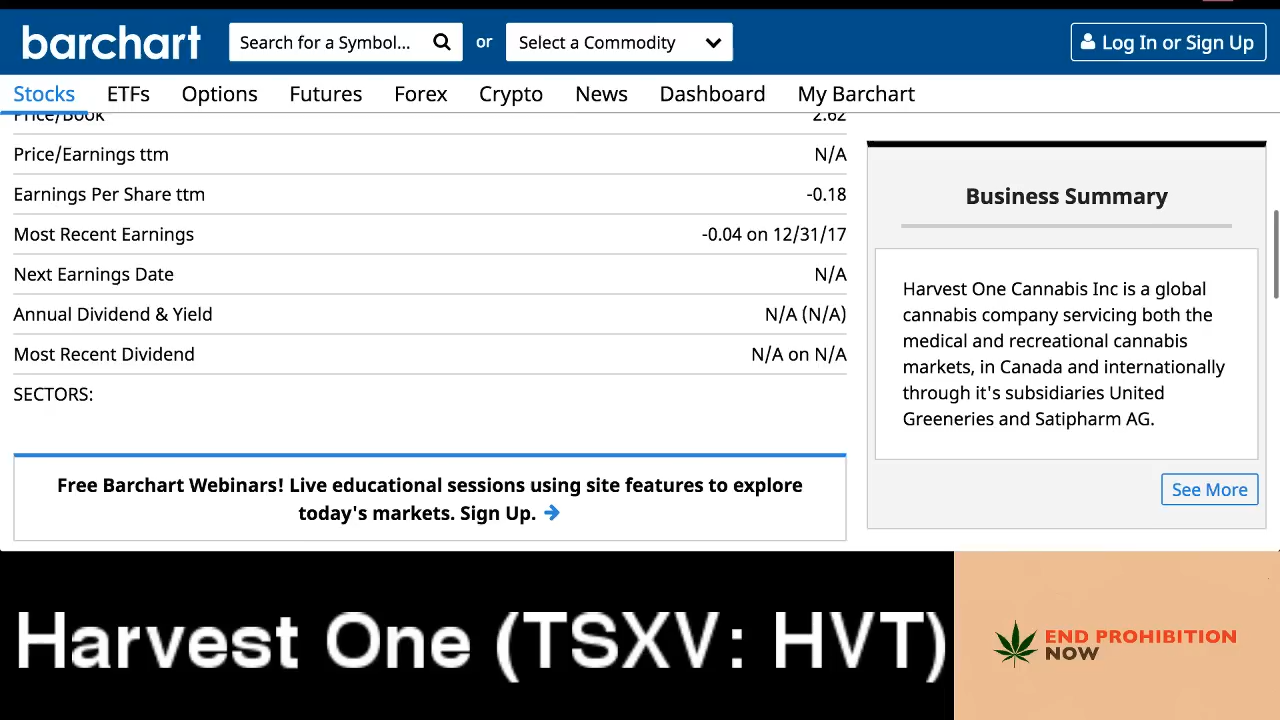 barchart
Search for a Symbol...
or
Select a Commodity
Log In or Sign Up
Stocks ETFs Options Futures Forex Crypto News Dashboard My Barchart
Price/Book 2.62
Price/Earnings ttm N/A
Earnings Per Share ttm -0.18
Most Recent Earnings -0.04 on 12/31/17
Next Earnings Date N/A
Annual Dividend & Yield N/A (N/A)
Most Recent Dividend N/A on N/A
SECTORS:
Free Barchart Webinars! Live educational sessions using site features to explore
today's markets. Sign Up.
Business Summary
Harvest One Cannabis Inc is a global
cannabis company servicing both the
medical and recreational cannabis
markets, in Canada and internationally
through it's subsidiaries United
Greeneries and Satipharm AG.
See More
Harvest One (TSXV: HVT)
END PROHIBITION
NOW